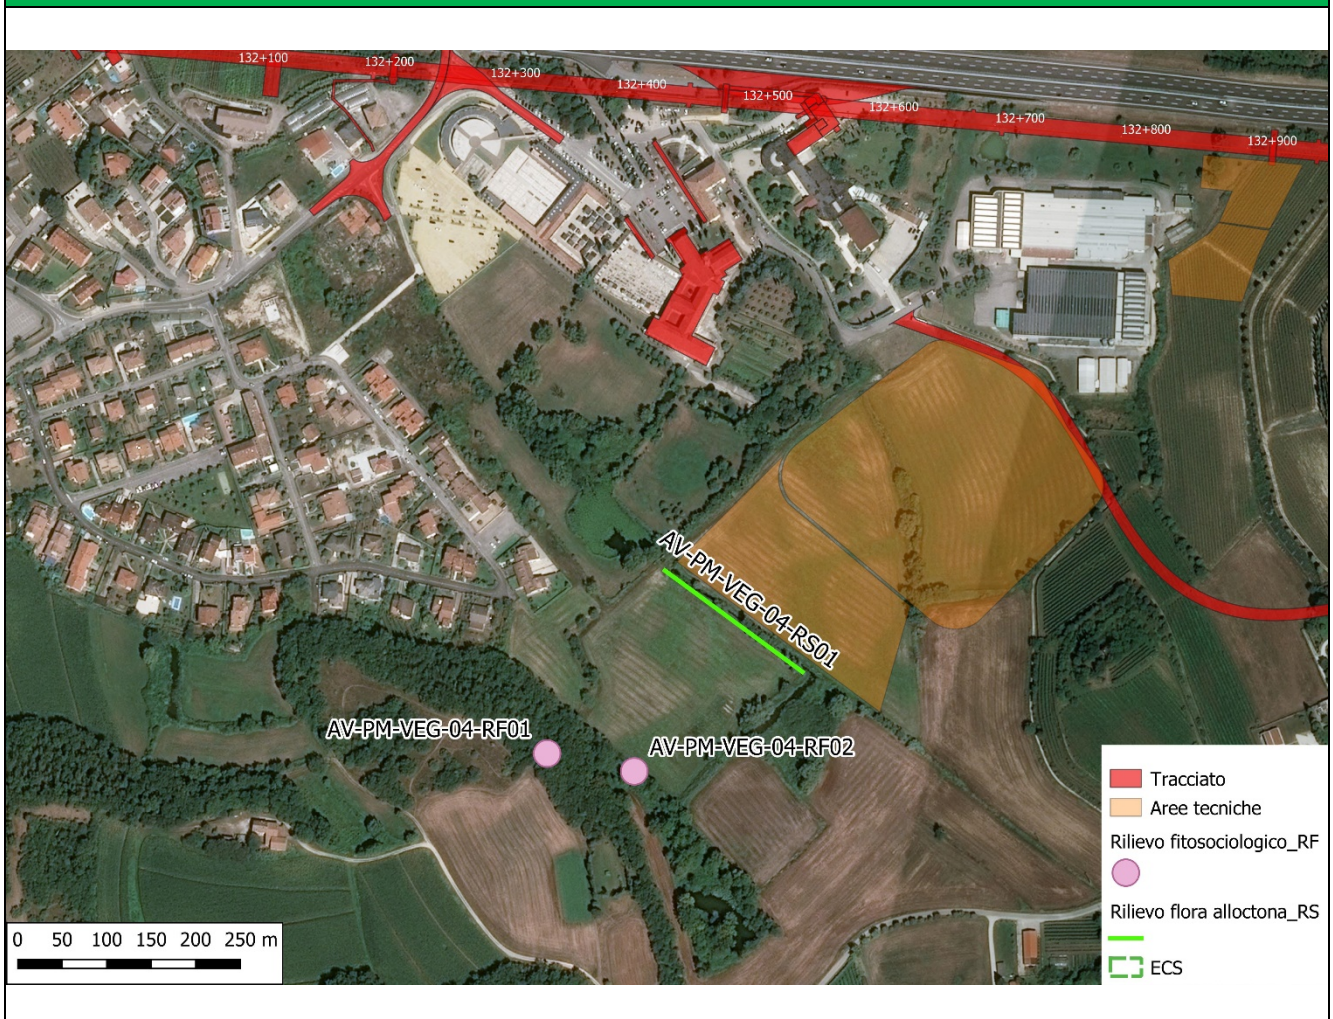 132+100
132+200
132+300
132+400
132+500
132+600
132+700
132+800
132+900
AV-PM-VEG-04-RS01
AV-PM-VEG-04-RF01
AV-PM-VEG-04-RF02
Tracciato
Aree tecniche
Rilievo fitosociologico_RF
Rilievo flora alloctona_RS
ECS
0 50 100 150 200 250 m